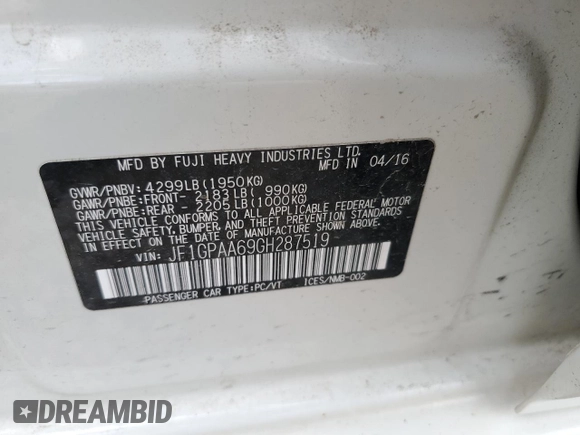 MFD BY FUJI HEAVY INDUSTRIES LTD.
MFD IN 04/16
GVWR/PNBV: 4299LB(1950KG)
GAWR/PNBE:FRONT- 2183LB( 990KG)
GAWR/PNBE:REAR - 2205LB(1000KG)
THIS VEHICLE CONFORMS TO ALL APPLICABLE FEDERAL MOTOR
VEHICLE SAFETY, BUMPER, AND THEFT PREVENTION STANDARDS
IN EFFECT ON THE DATE OF MANUFACTURE SHOWN ABOVE.
VIN: JF1GPAA69GH287519
PASSENGER CAR TYPE:PC/VT ICES/NMB-002
DREAMBID